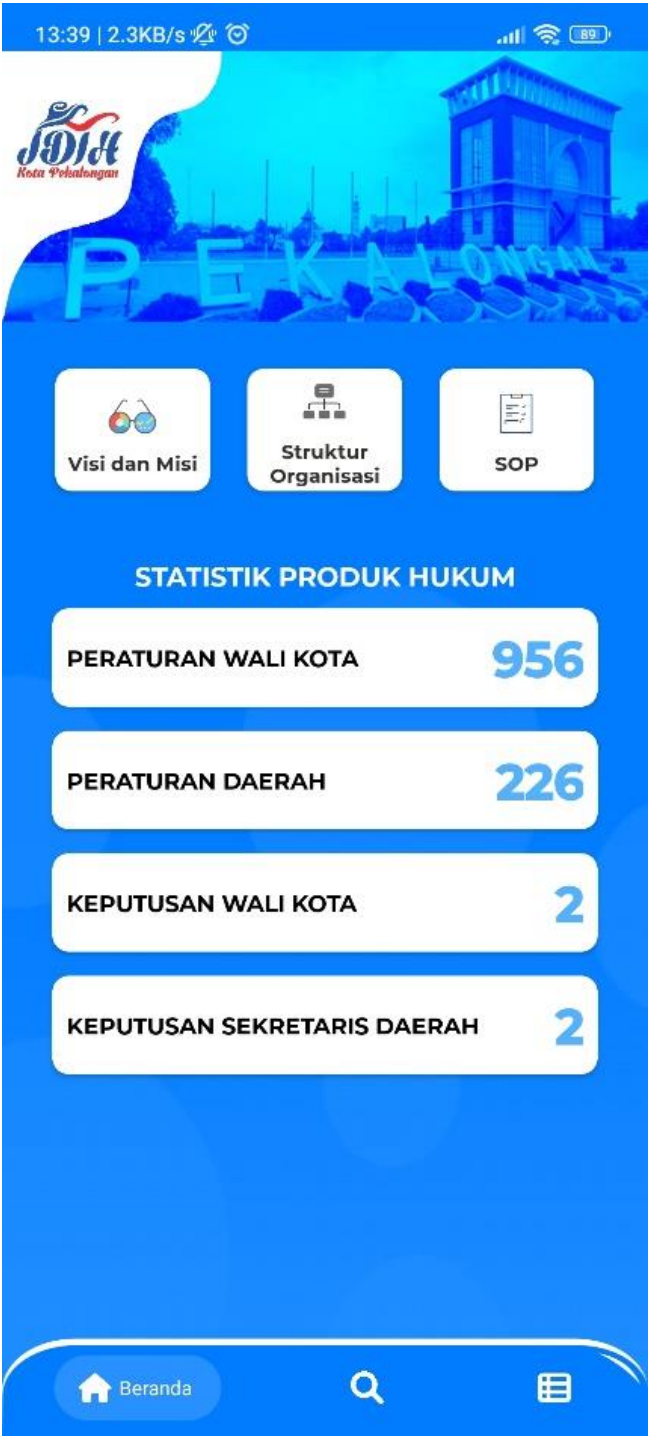 13:39 | 2.3KB/s
89
JDIH
Kota Pekalongan
PEKALONGAN
Visi dan Misi
Struktur
Organisasi
SOP
STATISTIK PRODUK HUKUM
PERATURAN WALI KOTA 956
PERATURAN DAERAH 226
KEPUTUSAN WALI KOTA 2
KEPUTUSAN SEKRETARIS DAERAH 2
Beranda